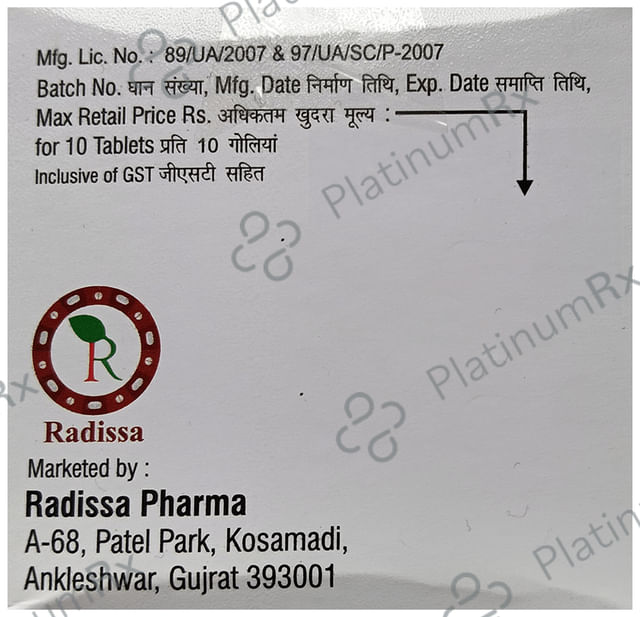 Mfg. Lic. No. : 89/UA/2007 & 97/UA/SC/P-2007
Batch No. घान संख्या, Mfg. Date निर्माण तिथि, Exp. Date समाप्ति तिथि,
Max Retail Price Rs. अधिकतम खुदरा मूल्य :
for 10 Tablets प्रति 10 गोलियां
Inclusive of GST जीएसटी सहित
PlatinumRx
PlatinumRx
R
Radissa
Marketed by :
Radissa Pharma
A-68, Patel Park, Kosamadi,
Ankleshwar, Gujrat 393001